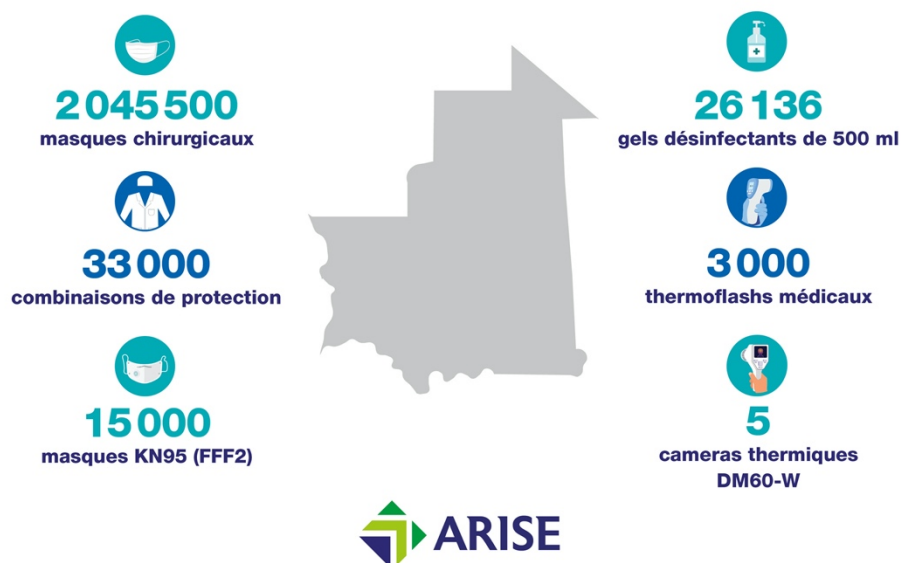 2 045 500
masques chirurgicaux
33 000
combinaisons de protection
15 000
masques KN95 (FFF2)
26 136
gels désinfectants de 500 ml
3 000
thermoflashs médicaux
5
cameras thermiques
DM60-W
ARISE